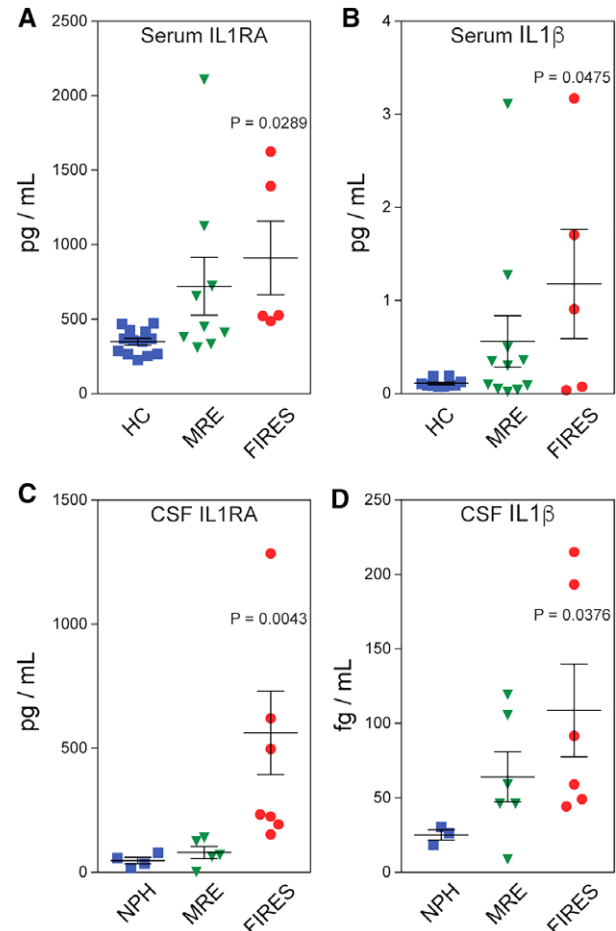 A
Serum IL1RA
P = 0.0289
pg / mL
2500
2000
1500
1000
500
0
HC
MRE
FIRES
B
Serum IL1β
P = 0.0475
pg / mL
4
3
2
1
0
HC
MRE
FIRES
C
CSF IL1RA
P = 0.0043
pg / mL
1500
1000
500
0
NPH
MRE
FIRES
D
CSF IL1β
P = 0.0376
fg / mL
250
200
150
100
50
0
NPH
MRE
FIRES